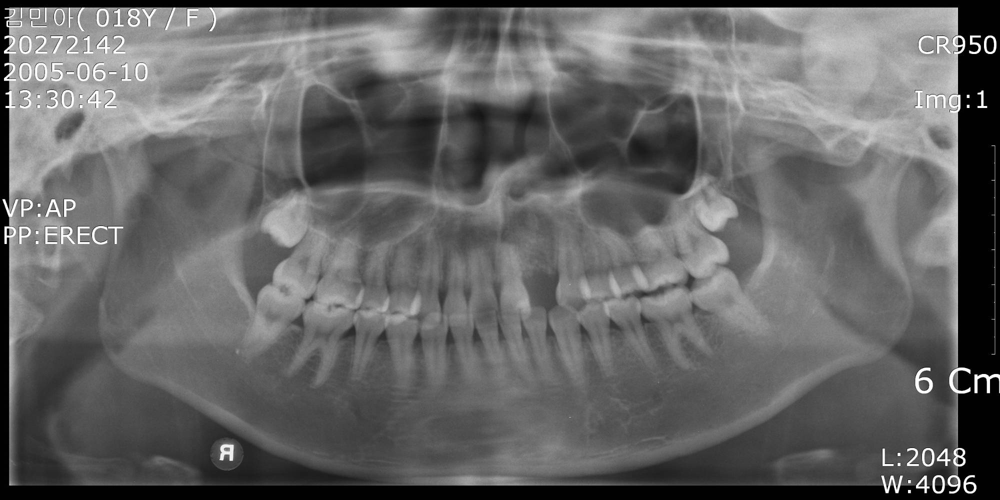 김민아( 018Y / F )
20272142
2005-06-10
13:30:42
CR950
Img:1
VP:AP
PP:ERECT
6 Cm
R
L:2048
W:4096